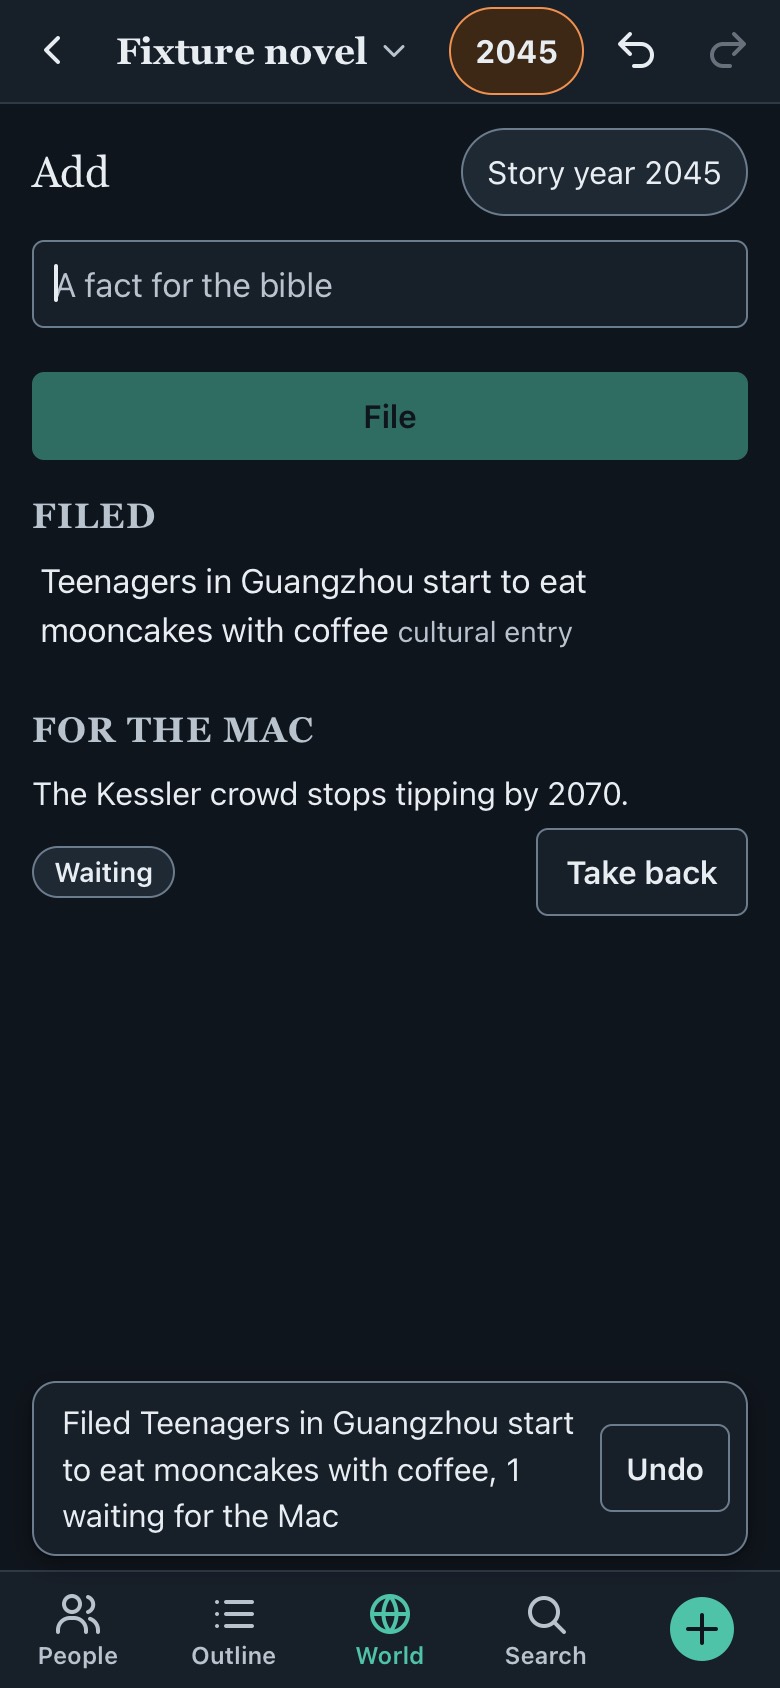 Fixture novel
2045
Add
Story year 2045
A fact for the bible
File
FILED
Teenagers in Guangzhou start to eat
mooncakes with coffee cultural entry
FOR THE MAC
The Kessler crowd stops tipping by 2070.
Waiting
Take back
Filed Teenagers in Guangzhou start
to eat mooncakes with coffee, 1
waiting for the Mac
Undo
People
Outline
World
Search